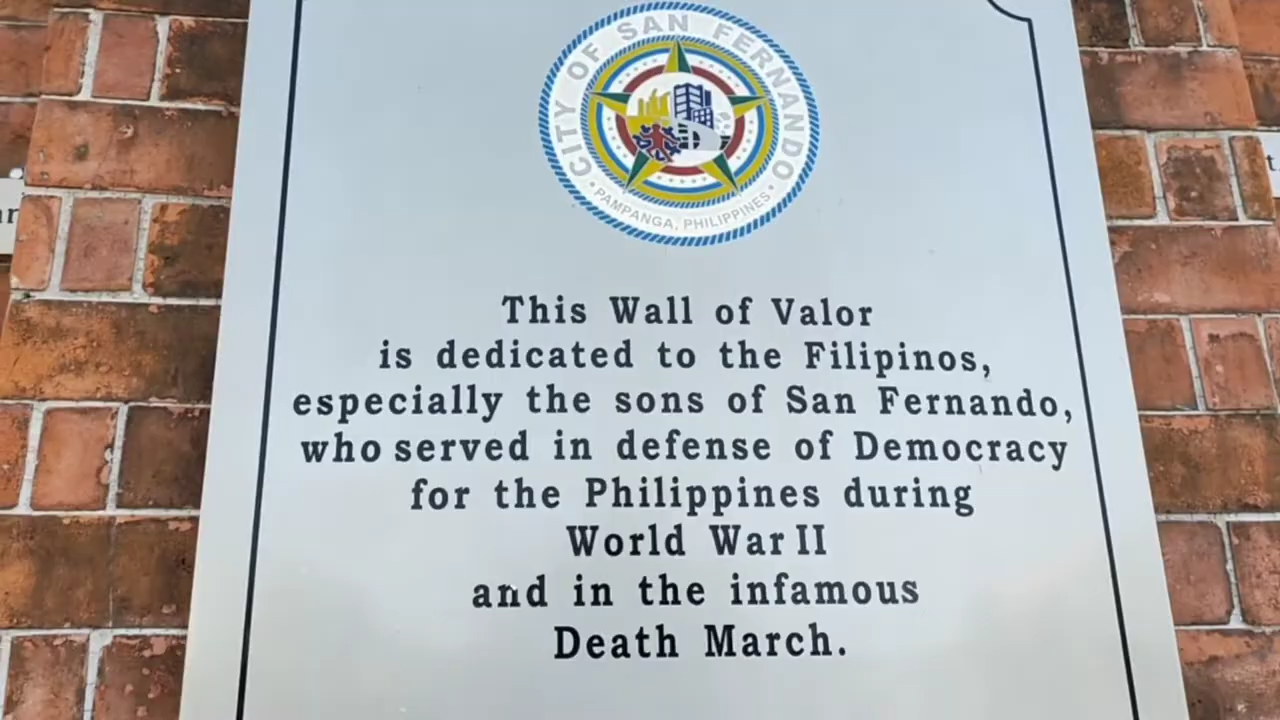 CITY OF SAN FERNANDO
• PAMPANGA, PHILIPPINES •
This Wall of Valor
is dedicated to the Filipinos,
especially the sons of San Fernando,
who served in defense of Democracy
for the Philippines during
World War II
and in the infamous
Death March.